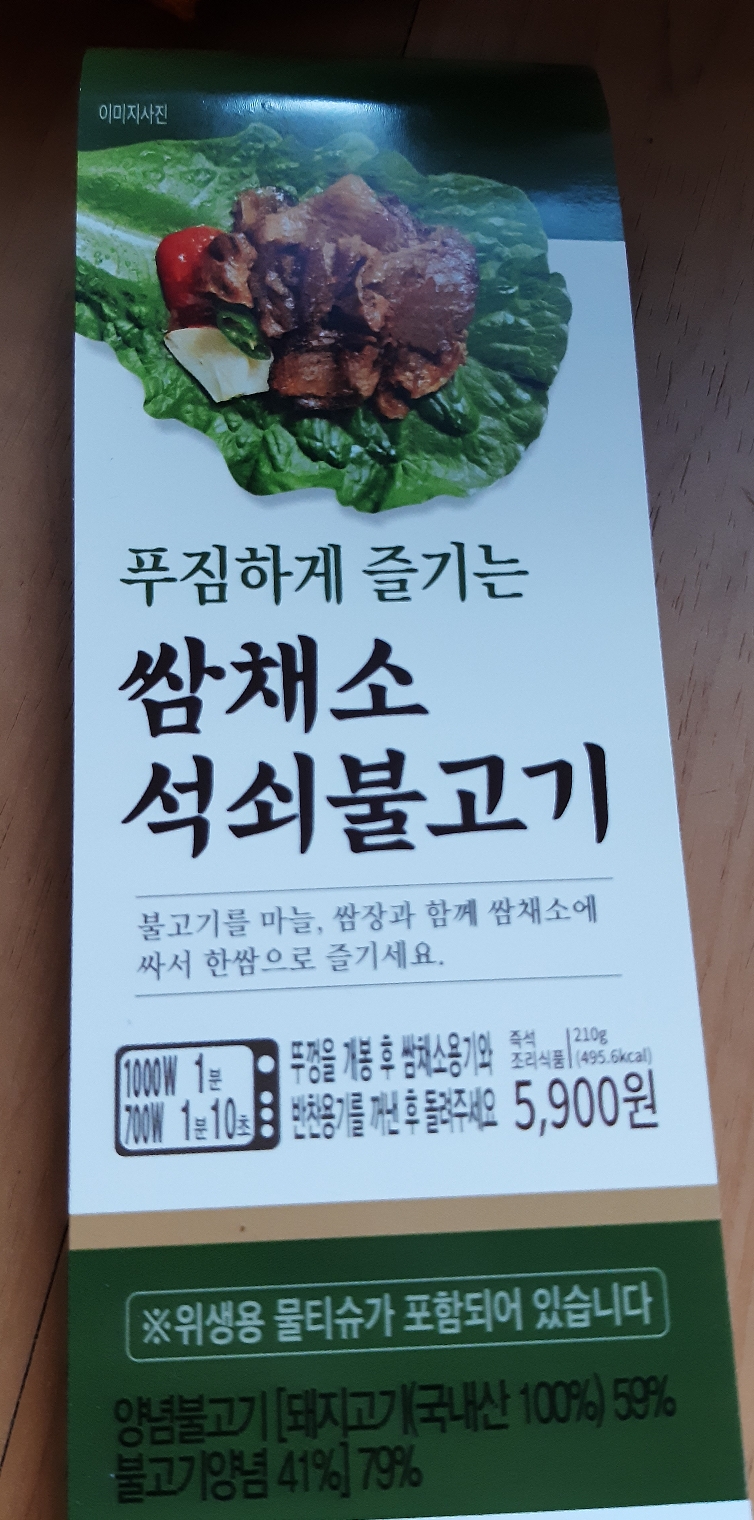 이미지사진
푸짐하게 즐기는
쌈채소
석쇠불고기
불고기를 마늘, 쌈장과 함께 쌈채소에
싸서 한쌈으로 즐기세요.
1000W 1분
700W 1분10초
뚜껑을 개봉 후 쌈채소용기와
반찬용기를 꺼낸 후 돌려주세요
즉석
조리식품
210g
(495.6kcal)
5,900원
※위생용 물티슈가 포함되어 있습니다
양념불고기 [돼지고기(국내산 100%) 59%
불고기양념 41%] 79%